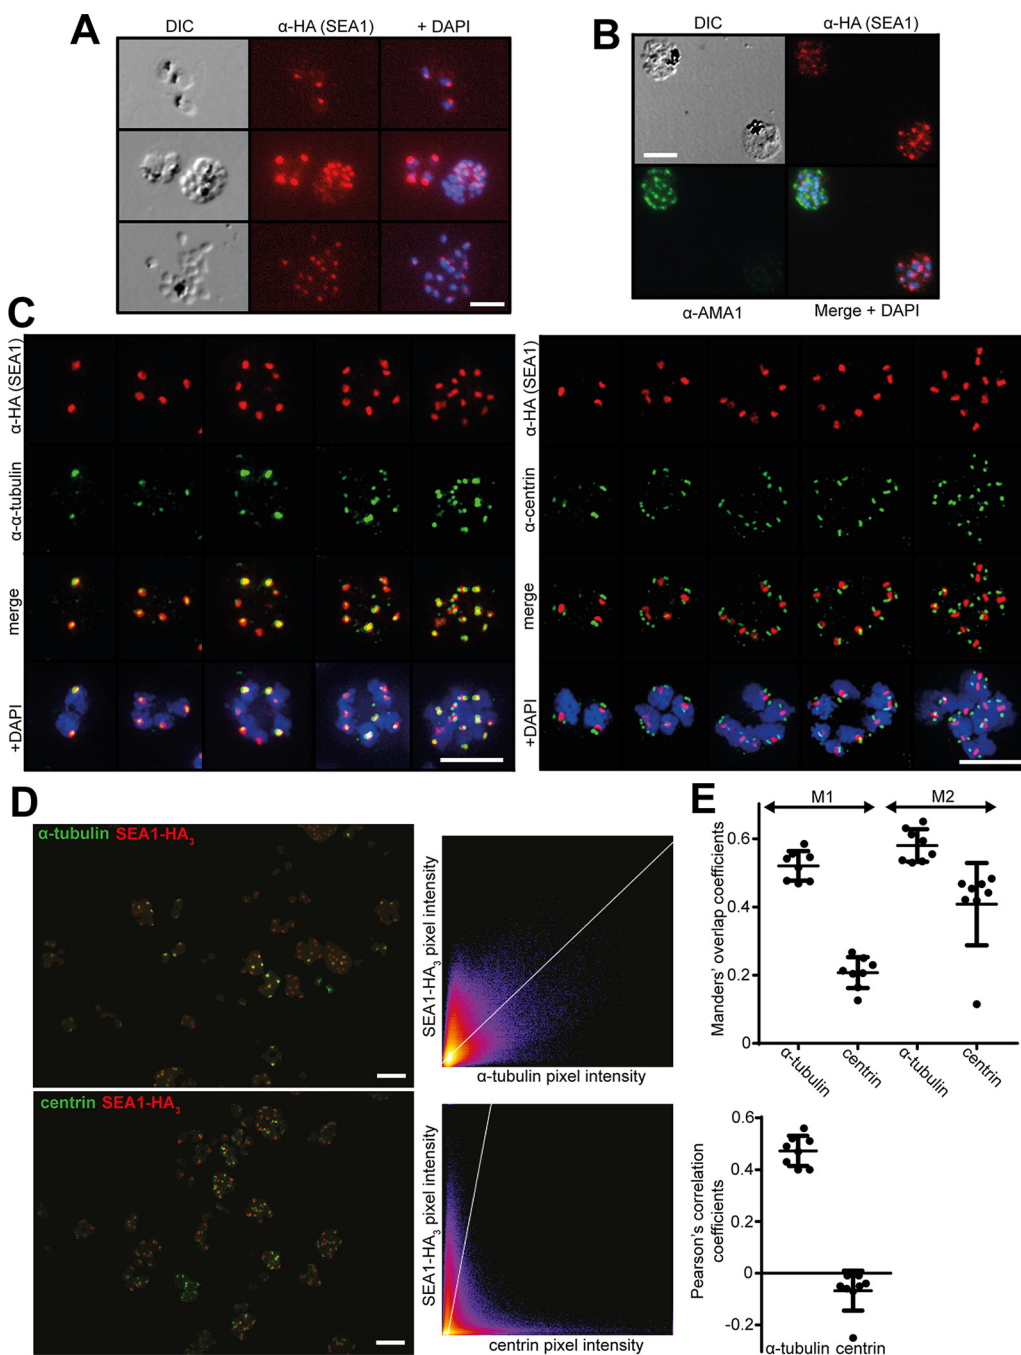 A
DIC
α-HA (SEA1)
+ DAPI
B
DIC
α-HA (SEA1)
α-AMA1
Merge + DAPI
C
α-HA (SEA1)
α-α-tubulin
merge
+DAPI
α-HA (SEA1)
α-centrin
merge
+DAPI
D
α-tubulin SEA1-HA3
SEA1-HA3 pixel intensity
α-tubulin pixel intensity
centrin SEA1-HA3
SEA1-HA3 pixel intensity
centrin pixel intensity
E
M1
M2
Manders' overlap coefficients
0.6
0.4
0.2
0
α-tubulin
centrin
α-tubulin
centrin
Pearson's correlation
coefficients
0.6
0.4
0.2
0
-0.2
α-tubulin centrin